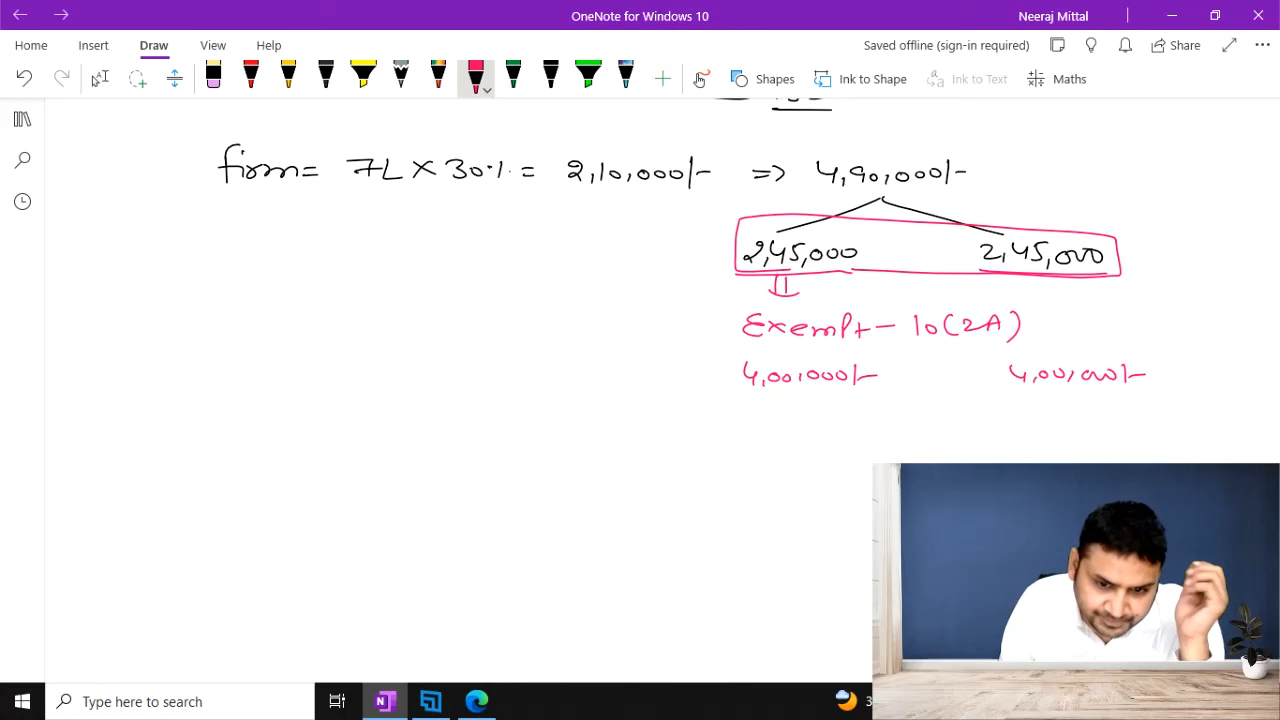 OneNote for Windows 10
Neeraj Mittal
Home Insert Draw View Help
Saved offline (sign-in required)
Share
Shapes
Ink to Shape
Ink to Text
Maths
firm= 7L X 30%. = 2,10,000/- => 4,90,000/-
2,45,000 2,45,000
Exempt - 10(2A)
4,00,000/- 4,00,000/-
Type here to search
3